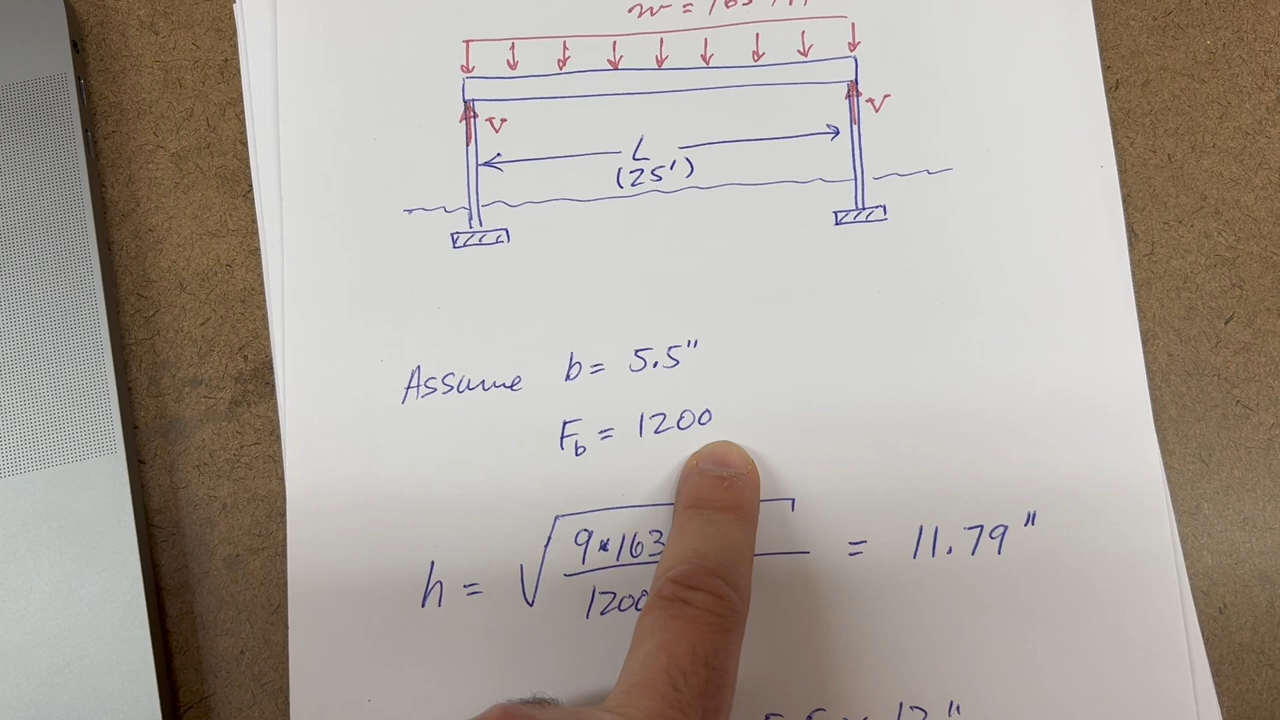 V
V
L
(25')
Assume b = 5.5"
Fb = 1200
h = √ 9*163
1200
= 11.79"